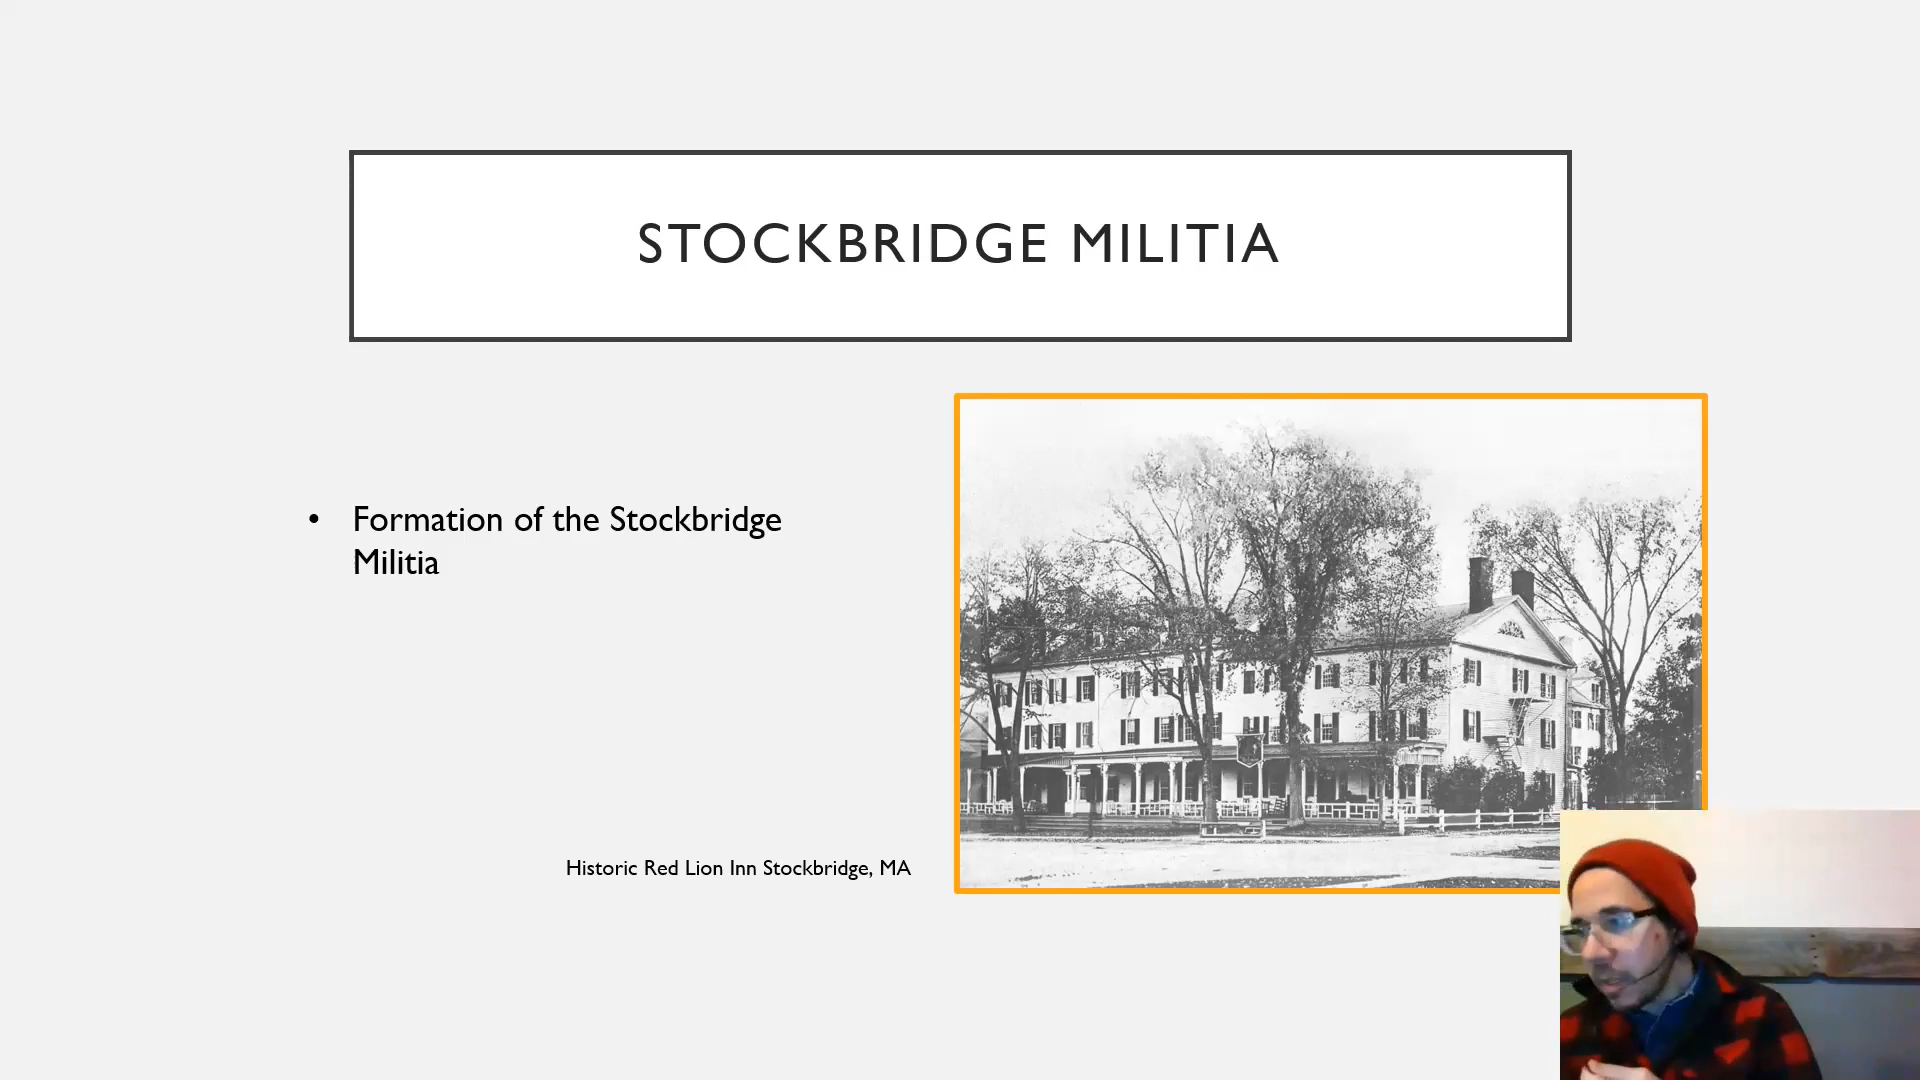 STOCKBRIDGE MILITIA
• Formation of the Stockbridge
Militia
Historic Red Lion Inn Stockbridge, MA